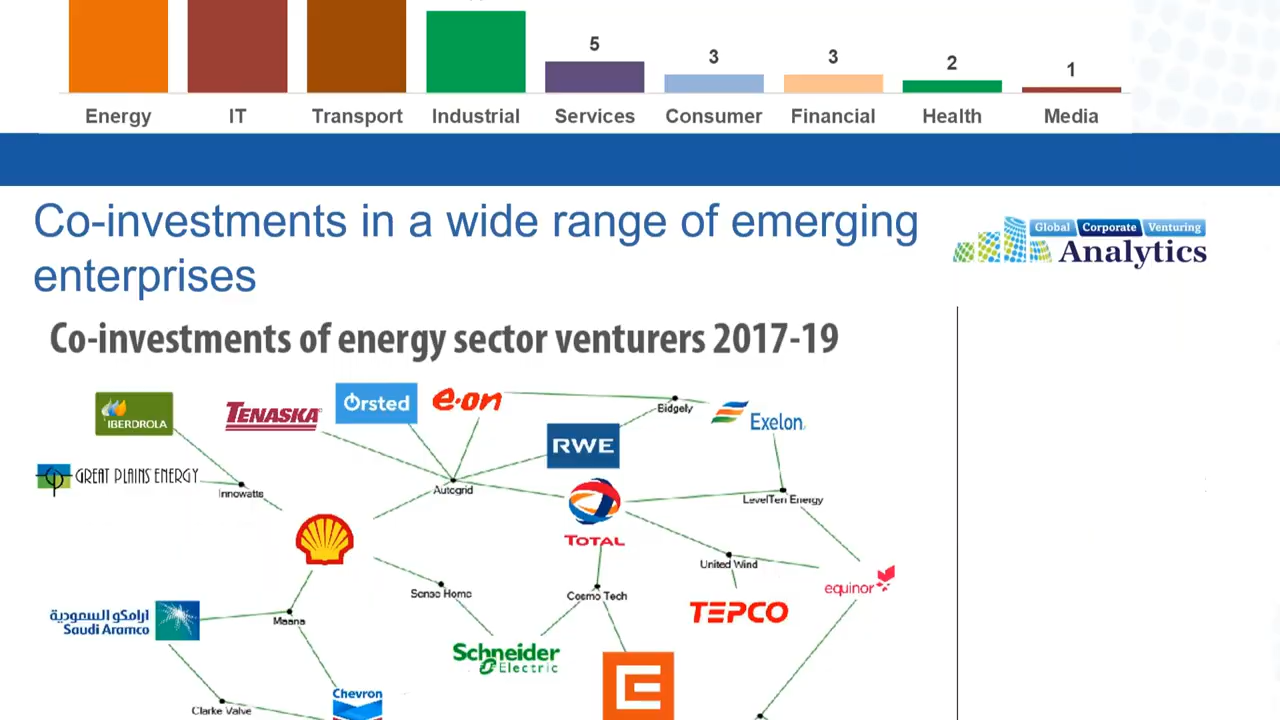 5
3
3
2
1
Energy IT Transport Industrial Services Consumer Financial Health Media
Co-investments in a wide range of emerging
enterprises
Global Corporate Venturing
Analytics
Co-investments of energy sector venturers 2017-19
IBERDROLA
TENASKA
Ørsted
e·on
Bidgely
Exelon
RWE
GREAT PLAINS ENERGY
Innowatts
Autogrid
LevelTen Energy
TOTAL
United Wind
equinor
Sense Home
Cosmo Tech
TEPCO
أرامكو السعودية
Saudi Aramco
Maana
Schneider
Electric
Chevron
Clarke Valve